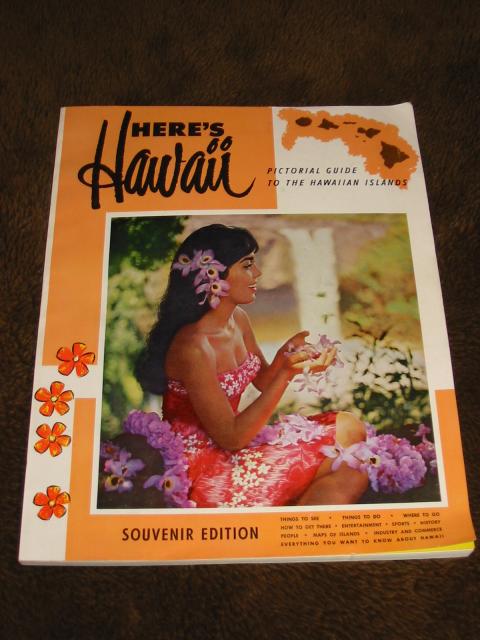 HERE'S
Hawaii
PICTORIAL GUIDE
TO THE HAWAIIAN ISLANDS
SOUVENIR EDITION
THINGS TO SEE • THINGS TO DO • WHERE TO GO
HOW TO GET THERE • ENTERTAINMENT • SPORTS • HISTORY
PEOPLE • MAPS OF ISLANDS • INDUSTRY AND COMMERCE
EVERYTHING YOU WANT TO KNOW ABOUT HAWAII